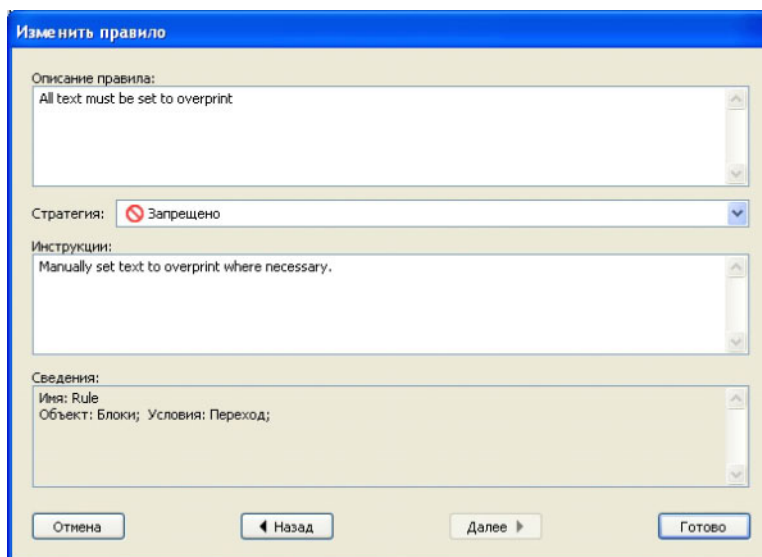 Изменить правило
Описание правила:
All text must be set to overprint
Стратегия: Запрещено
Инструкции:
Manually set text to overprint where necessary.
Сведения:
Имя: Rule
Объект: Блоки; Условия: Переход;
Отмена Назад Далее Готово